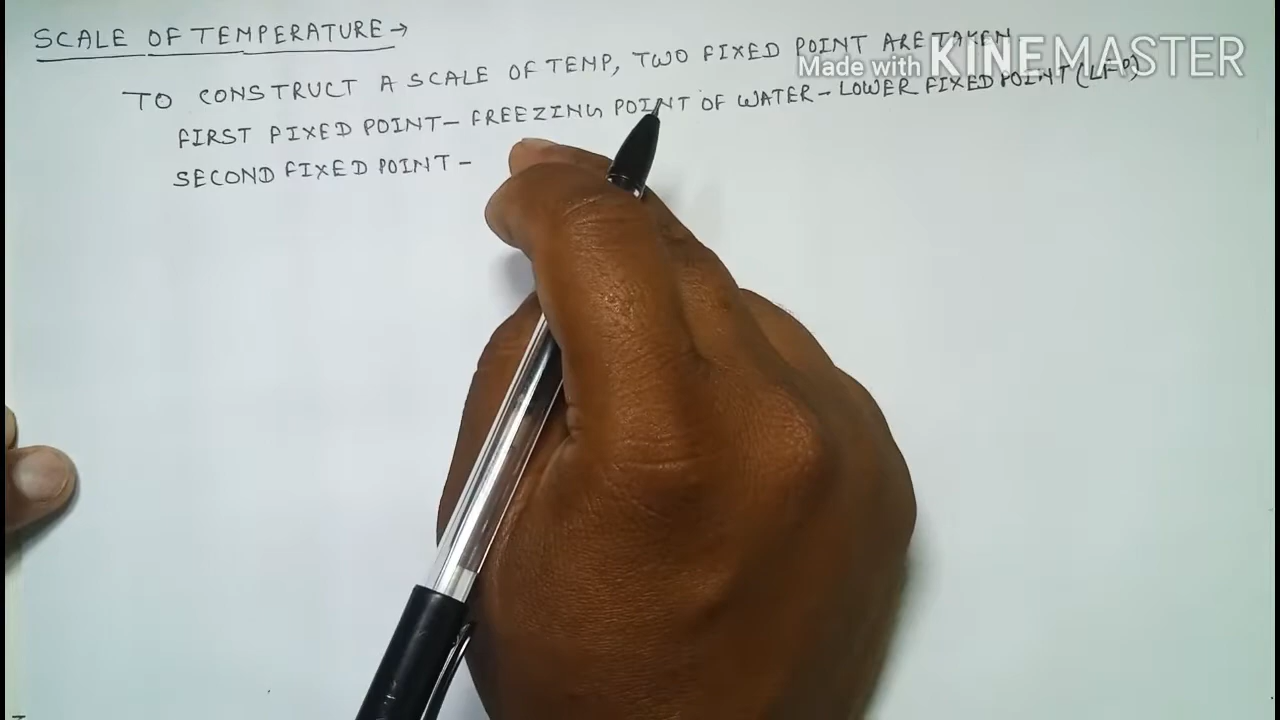 SCALE OF TEMPERATURE →
TO CONSTRUCT A SCALE OF TEMP, TWO FIXED POINT ARE TAKEN
FIRST FIXED POINT - FREEZING POINT OF WATER - LOWER FIXED POINT (LFP)
SECOND FIXED POINT -
Made with KINEMASTER